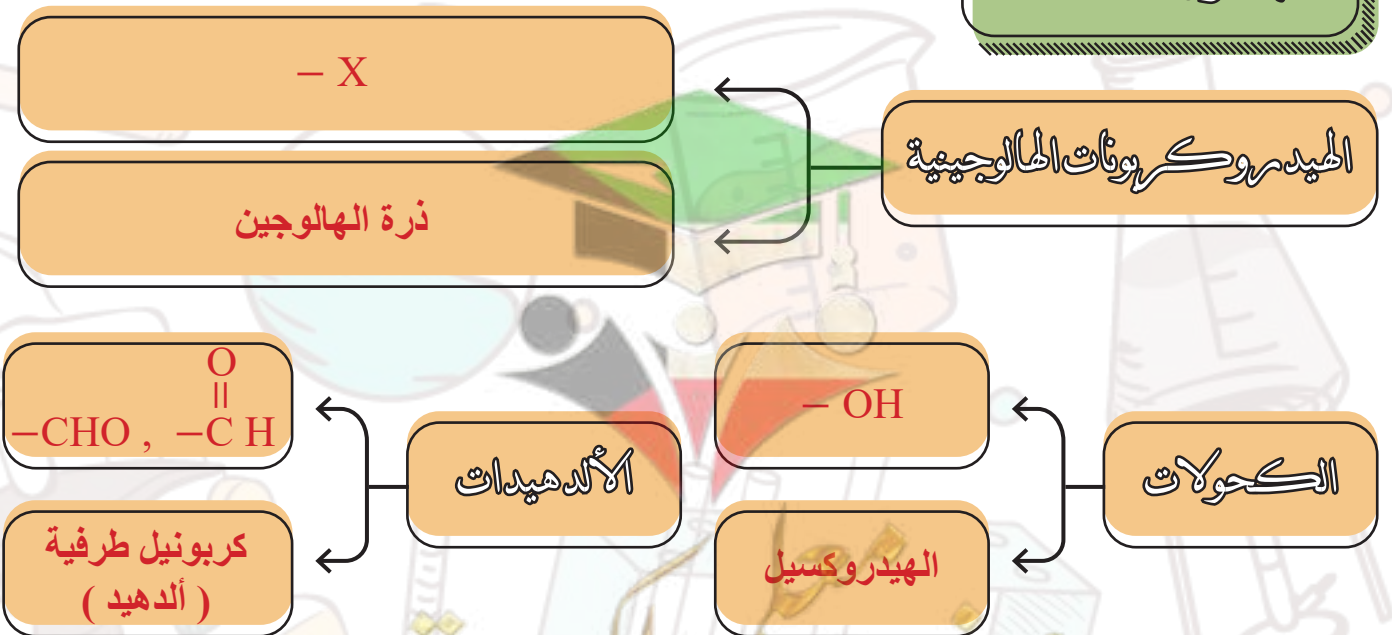 الهيدروكربونات الهالوجينية
– X
ذرة الهالوجين
الكحولات
– OH
الهيدروكسيل
الألدهيدات
O
||
–CHO , –C H
كربونيل طرفية
( ألدهيد )